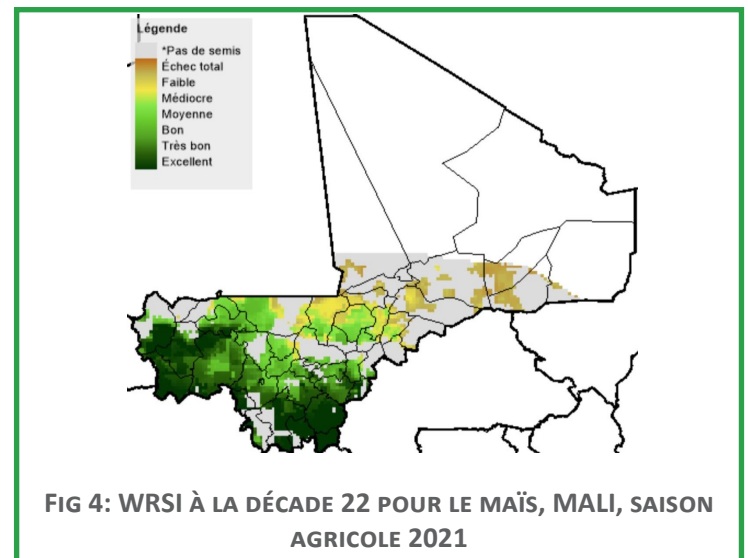 Légende
*Pas de semis
Échec total
Faible
Médiocre
Moyenne
Bon
Très bon
Excellent
FIG 4: WRSI À LA DÉCADE 22 POUR LE MAÏS, MALI, SAISON
AGRICOLE 2021